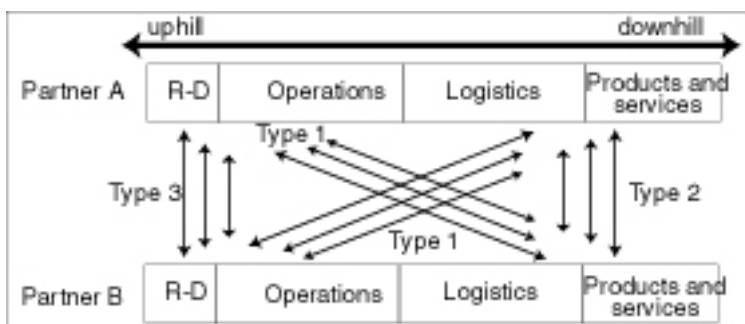 uphill downhill
Partner A R-D Operations Logistics Products and
services
Type 1
Type 3 Type 2
Type 1
Partner B R-D Operations Logistics Products and
services